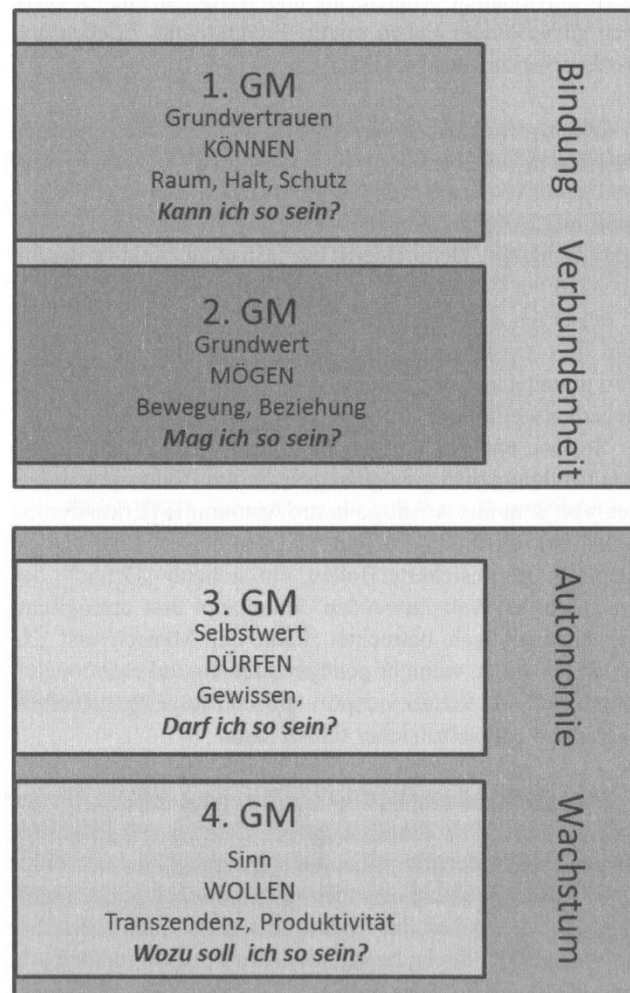 1. GM
Grundvertrauen
KÖNNEN
Raum, Halt, Schutz
Kann ich so sein?
2. GM
Grundwert
MÖGEN
Bewegung, Beziehung
Mag ich so sein?
Bindung Verbundenheit
3. GM
Selbstwert
DÜRFEN
Gewissen,
Darf ich so sein?
4. GM
Sinn
WOLLEN
Transzendenz, Produktivität
Wozu soll ich so sein?
Autonomie Wachstum